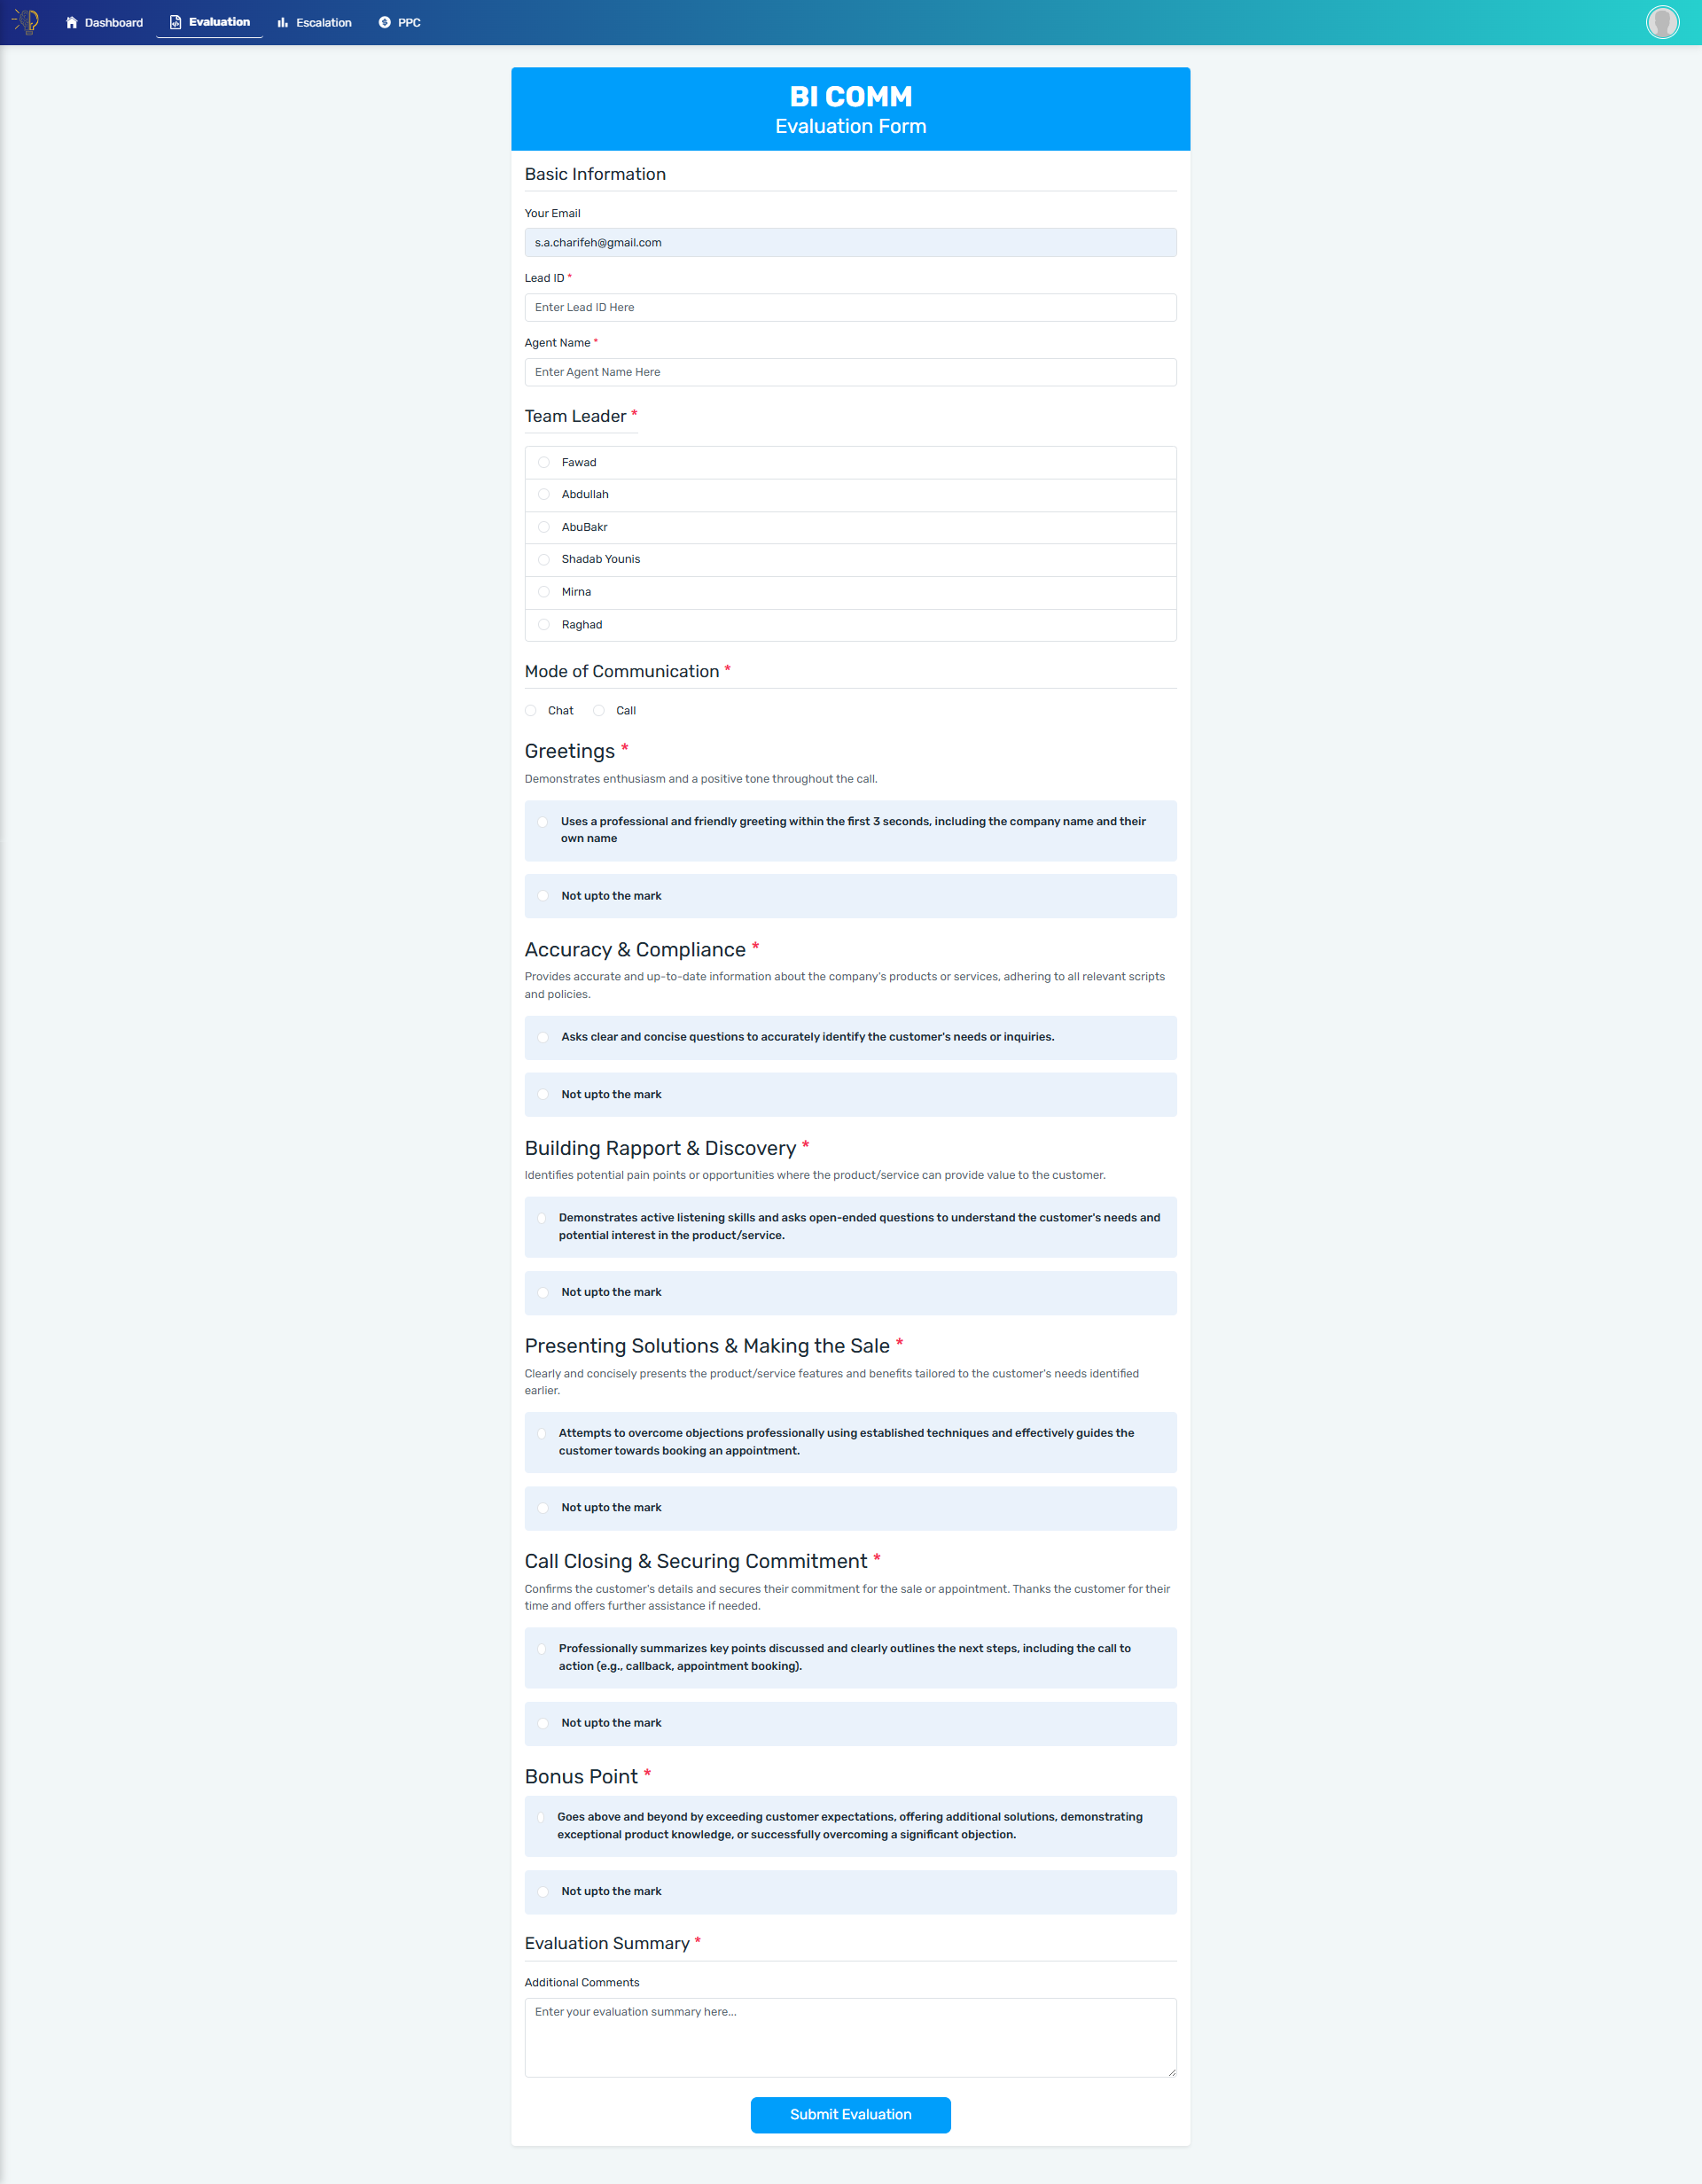 Dashboard
Evaluation
Escalation
PPC
BI COMM
Evaluation Form
Basic Information
Your Email
s.a.charifeh@gmail.com
Lead ID *
Enter Lead ID Here
Agent Name *
Enter Agent Name Here
Team Leader *
Fawad
Abdullah
AbuBakr
Shadab Younis
Mirna
Raghad
Mode of Communication *
Chat
Call
Greetings *
Demonstrates enthusiasm and a positive tone throughout the call.
Uses a professional and friendly greeting within the first 3 seconds, including the company name and their
own name
Not upto the mark
Accuracy & Compliance *
Provides accurate and up-to-date information about the company's products or services, adhering to all relevant scripts
and policies.
Asks clear and concise questions to accurately identify the customer's needs or inquiries.
Not upto the mark
Building Rapport & Discovery *
Identifies potential pain points or opportunities where the product/service can provide value to the customer.
Demonstrates active listening skills and asks open-ended questions to understand the customer's needs and
potential interest in the product/service.
Not upto the mark
Presenting Solutions & Making the Sale *
Clearly and concisely presents the product/service features and benefits tailored to the customer's needs identified
earlier.
Attempts to overcome objections professionally using established techniques and effectively guides the
customer towards booking an appointment.
Not upto the mark
Call Closing & Securing Commitment *
Confirms the customer's details and secures their commitment for the sale or appointment. Thanks the customer for their
time and offers further assistance if needed.
Professionally summarizes key points discussed and clearly outlines the next steps, including the call to
action (e.g., callback, appointment booking).
Not upto the mark
Bonus Point *
Goes above and beyond by exceeding customer expectations, offering additional solutions, demonstrating
exceptional product knowledge, or successfully overcoming a significant objection.
Not upto the mark
Evaluation Summary *
Additional Comments
Enter your evaluation summary here...
Submit Evaluation